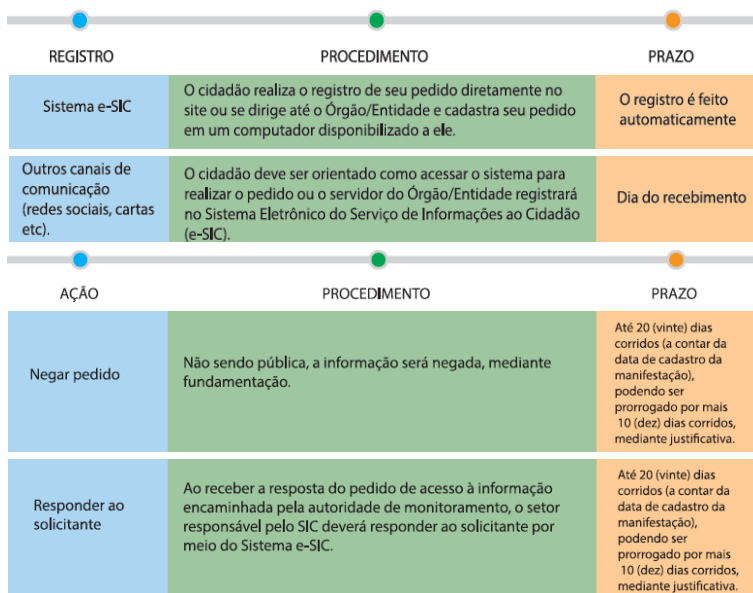 REGISTRO
PROCEDIMENTO
PRAZO
Sistema e-SIC
O cidadão realiza o registro de seu pedido diretamente no
site ou se dirige até o Órgão/Entidade e cadastra seu pedido
em um computador disponibilizado a ele.
O registro é feito
automaticamente
Outros canais de
comunicação
(redes sociais, cartas
etc).
O cidadão deve ser orientado como acessar o sistema para
realizar o pedido ou o servidor do Órgão/Entidade registrará
no Sistema Eletrônico do Serviço de Informações ao Cidadão
(e-SIC).
Dia do recebimento
AÇÃO
PROCEDIMENTO
PRAZO
Negar pedido
Não sendo pública, a informação será negada, mediante
fundamentação.
Até 20 (vinte) dias
corridos (a contar da
data de cadastro da
manifestação),
podendo ser
prorrogado por mais
10 (dez) dias corridos,
mediante justificativa.
Responder ao
solicitante
Ao receber a resposta do pedido de acesso à informação
encaminhada pela autoridade de monitoramento, o setor
responsável pelo SIC deverá responder ao solicitante por
meio do Sistema e-SIC.
Até 20 (vinte) dias
corridos (a contar da
data de cadastro da
manifestação),
podendo ser
prorrogado por mais
10 (dez) dias corridos,
mediante justificativa.